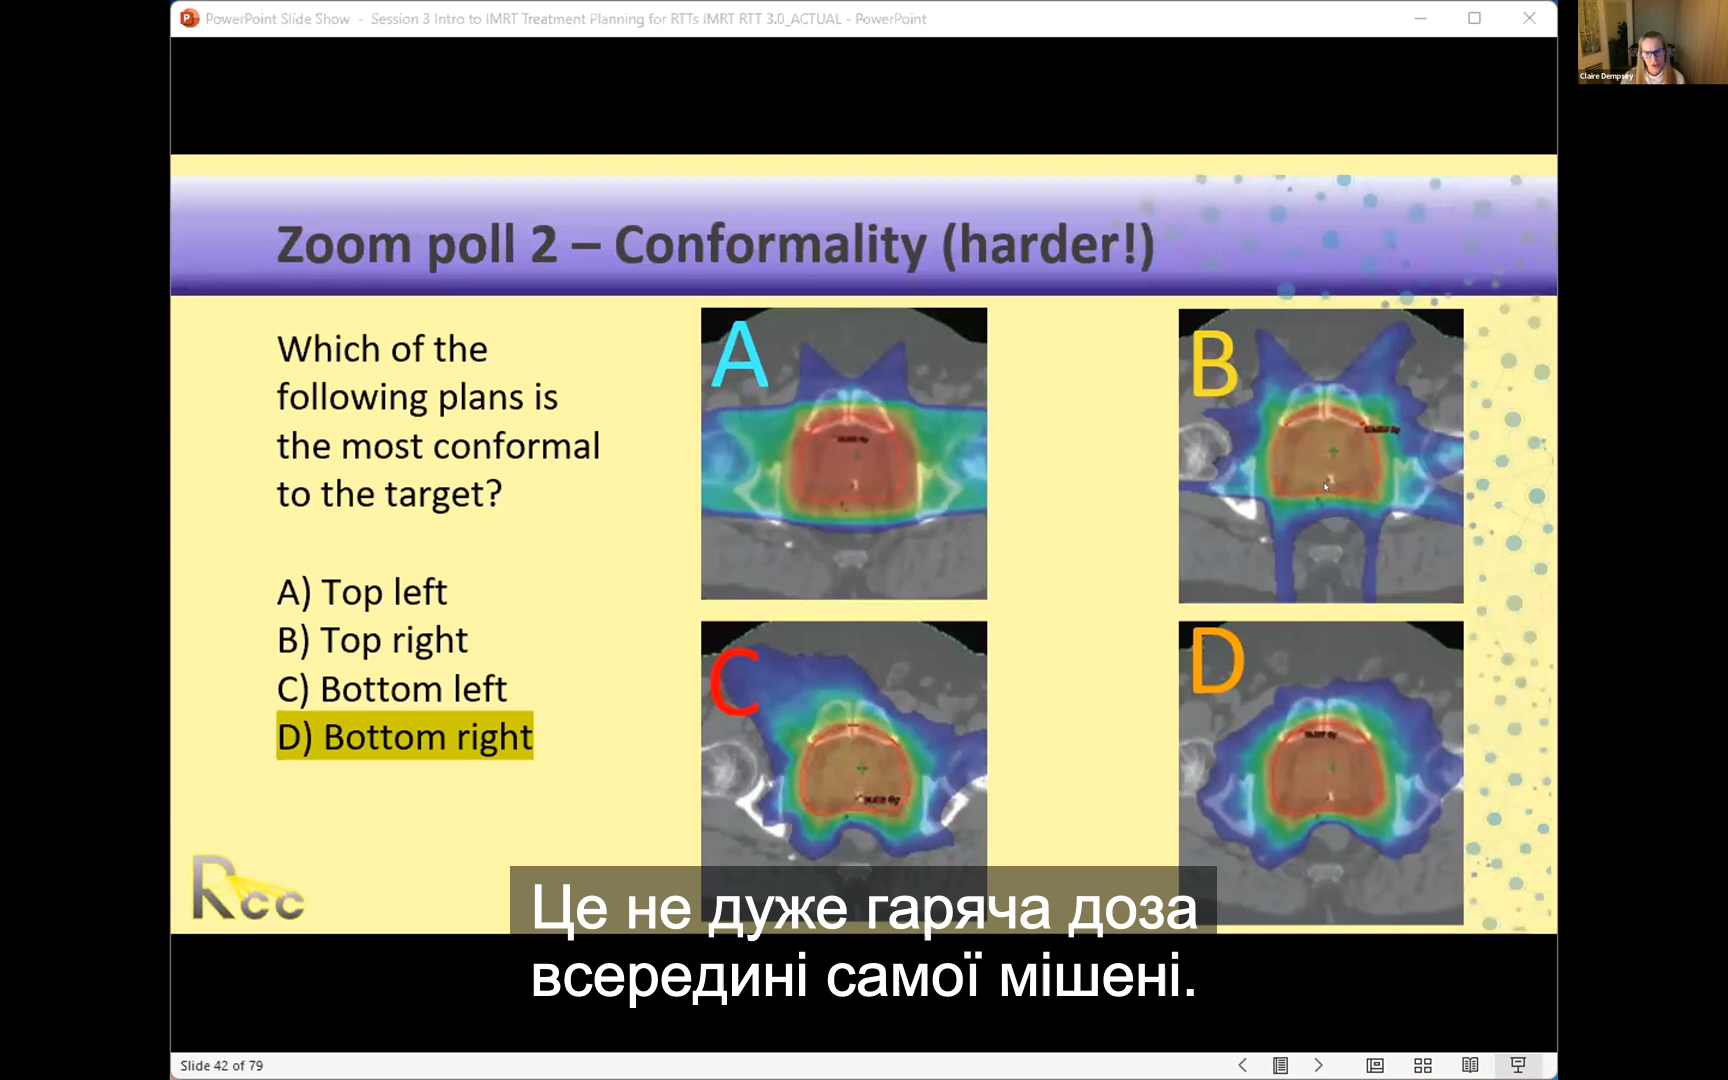 PowerPoint Slide Show - Session 3 Intro to IMRT Treatment Planning for RTTs IMRT RTT 3.0_ACTUAL - PowerPoint
Claire Dempsey
Zoom poll 2 – Conformality (harder!)
Which of the
following plans is
the most conformal
to the target?
A) Top left
B) Top right
C) Bottom left
D) Bottom right
A
B
C
D
Rcc
Це не дуже гаряча доза
всередині самої мішені.
Slide 42 of 79